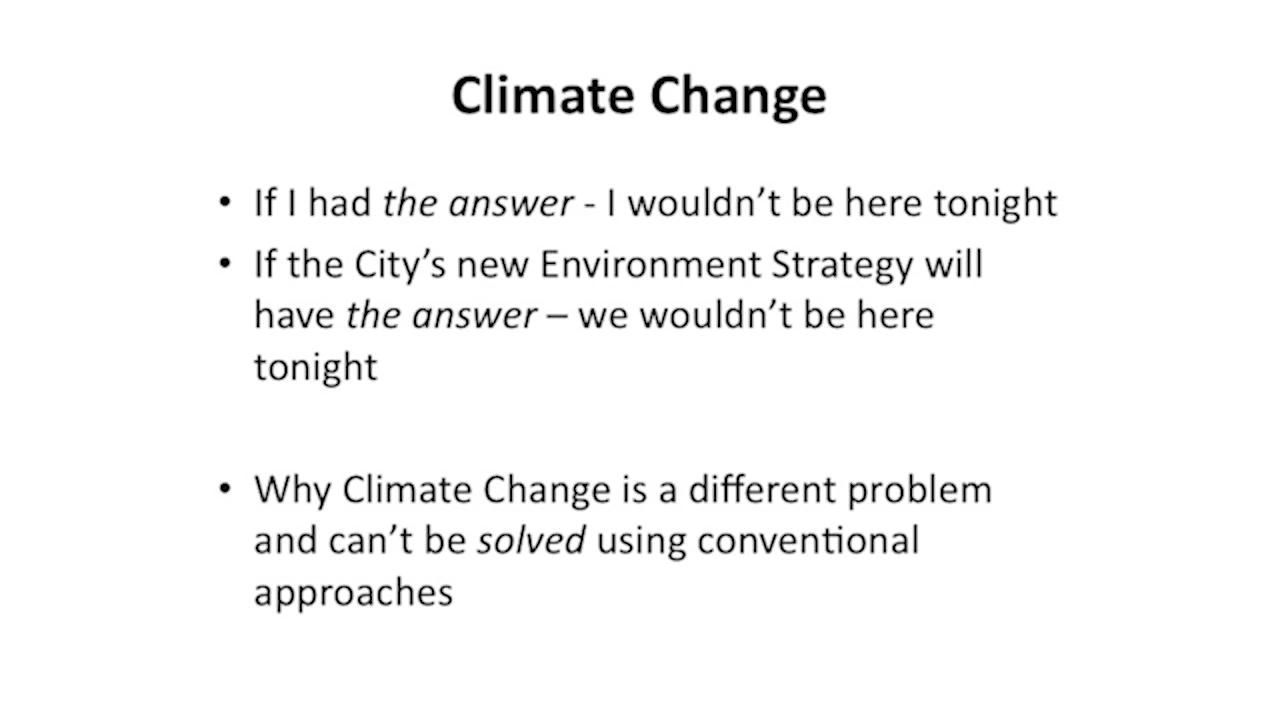 Climate Change
• If I had the answer - I wouldn’t be here tonight
• If the City’s new Environment Strategy will
have the answer – we wouldn’t be here
tonight
• Why Climate Change is a different problem
and can’t be solved using conventional
approaches